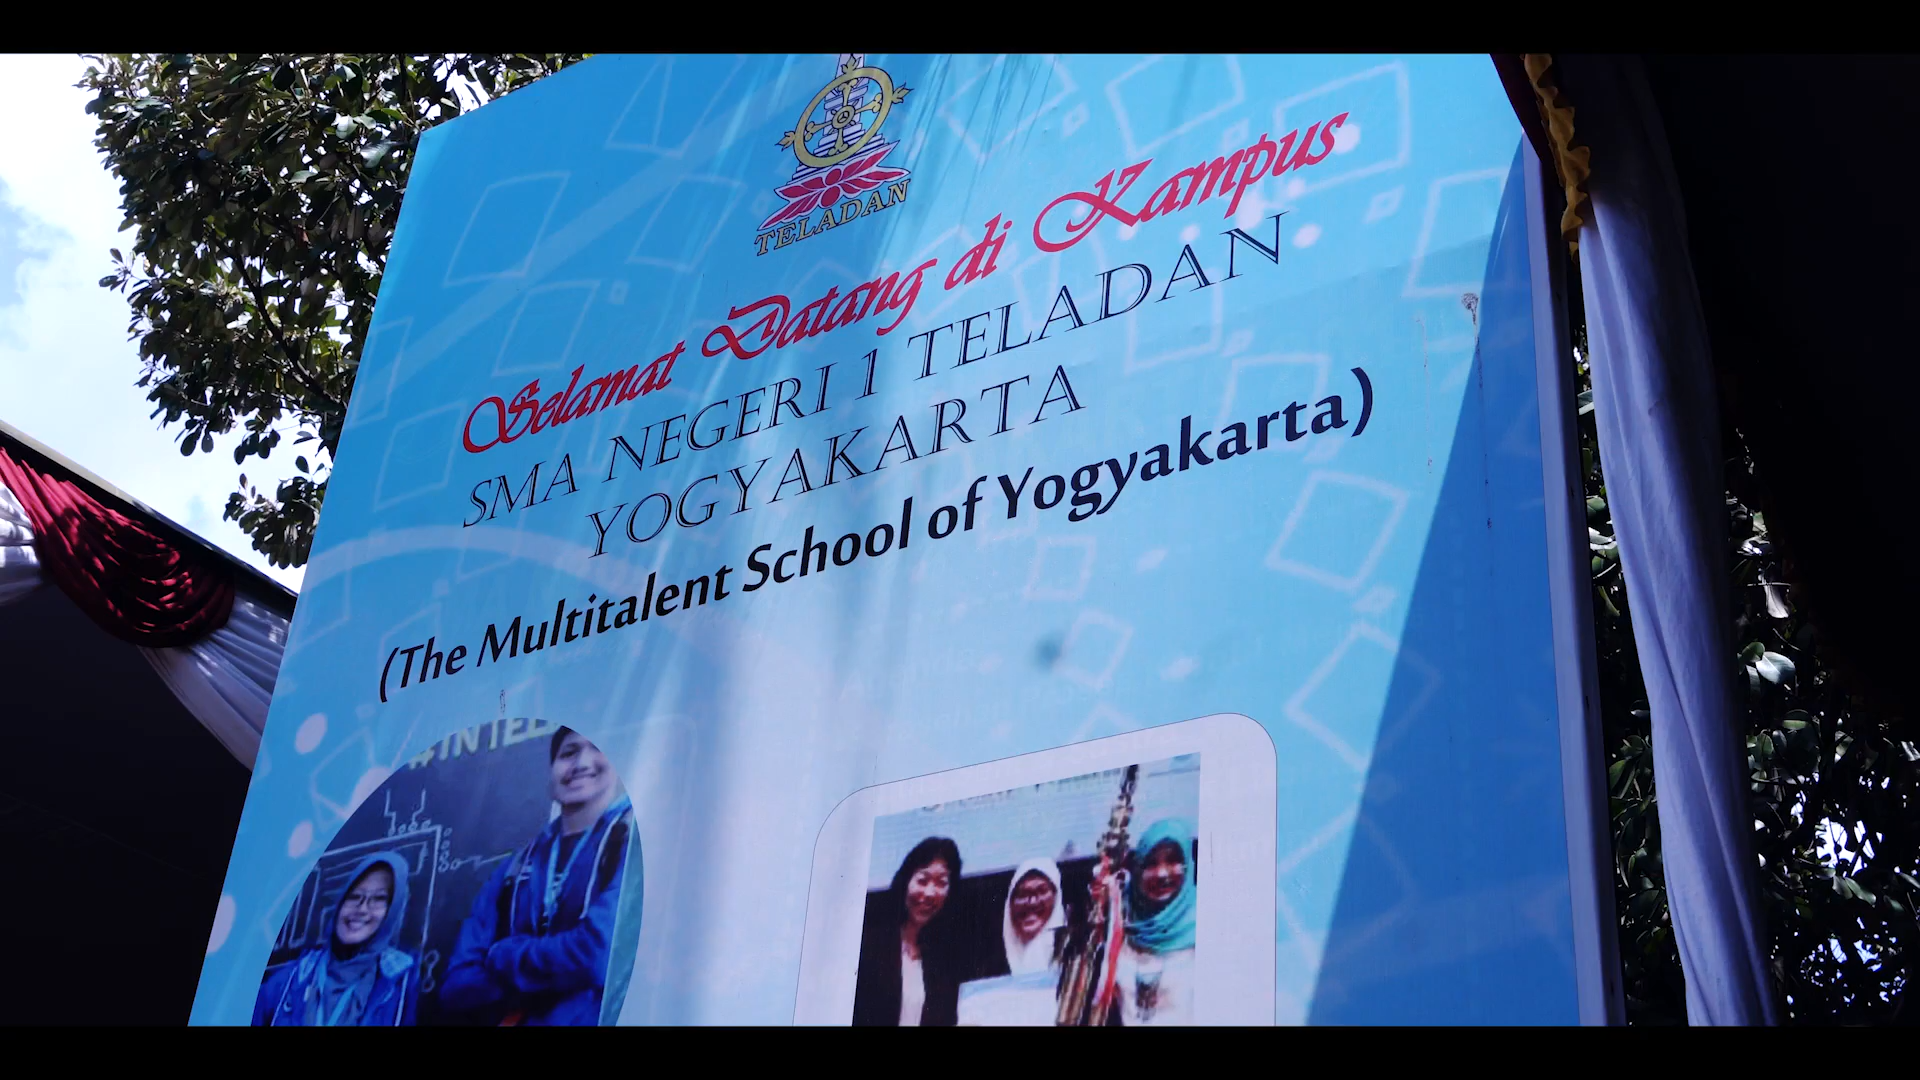 TELADAN
Selamat Datang di Kampus
SMA NEGERI 1 TELADAN
YOGYAKARTA
(The Multitalent School of Yogyakarta)